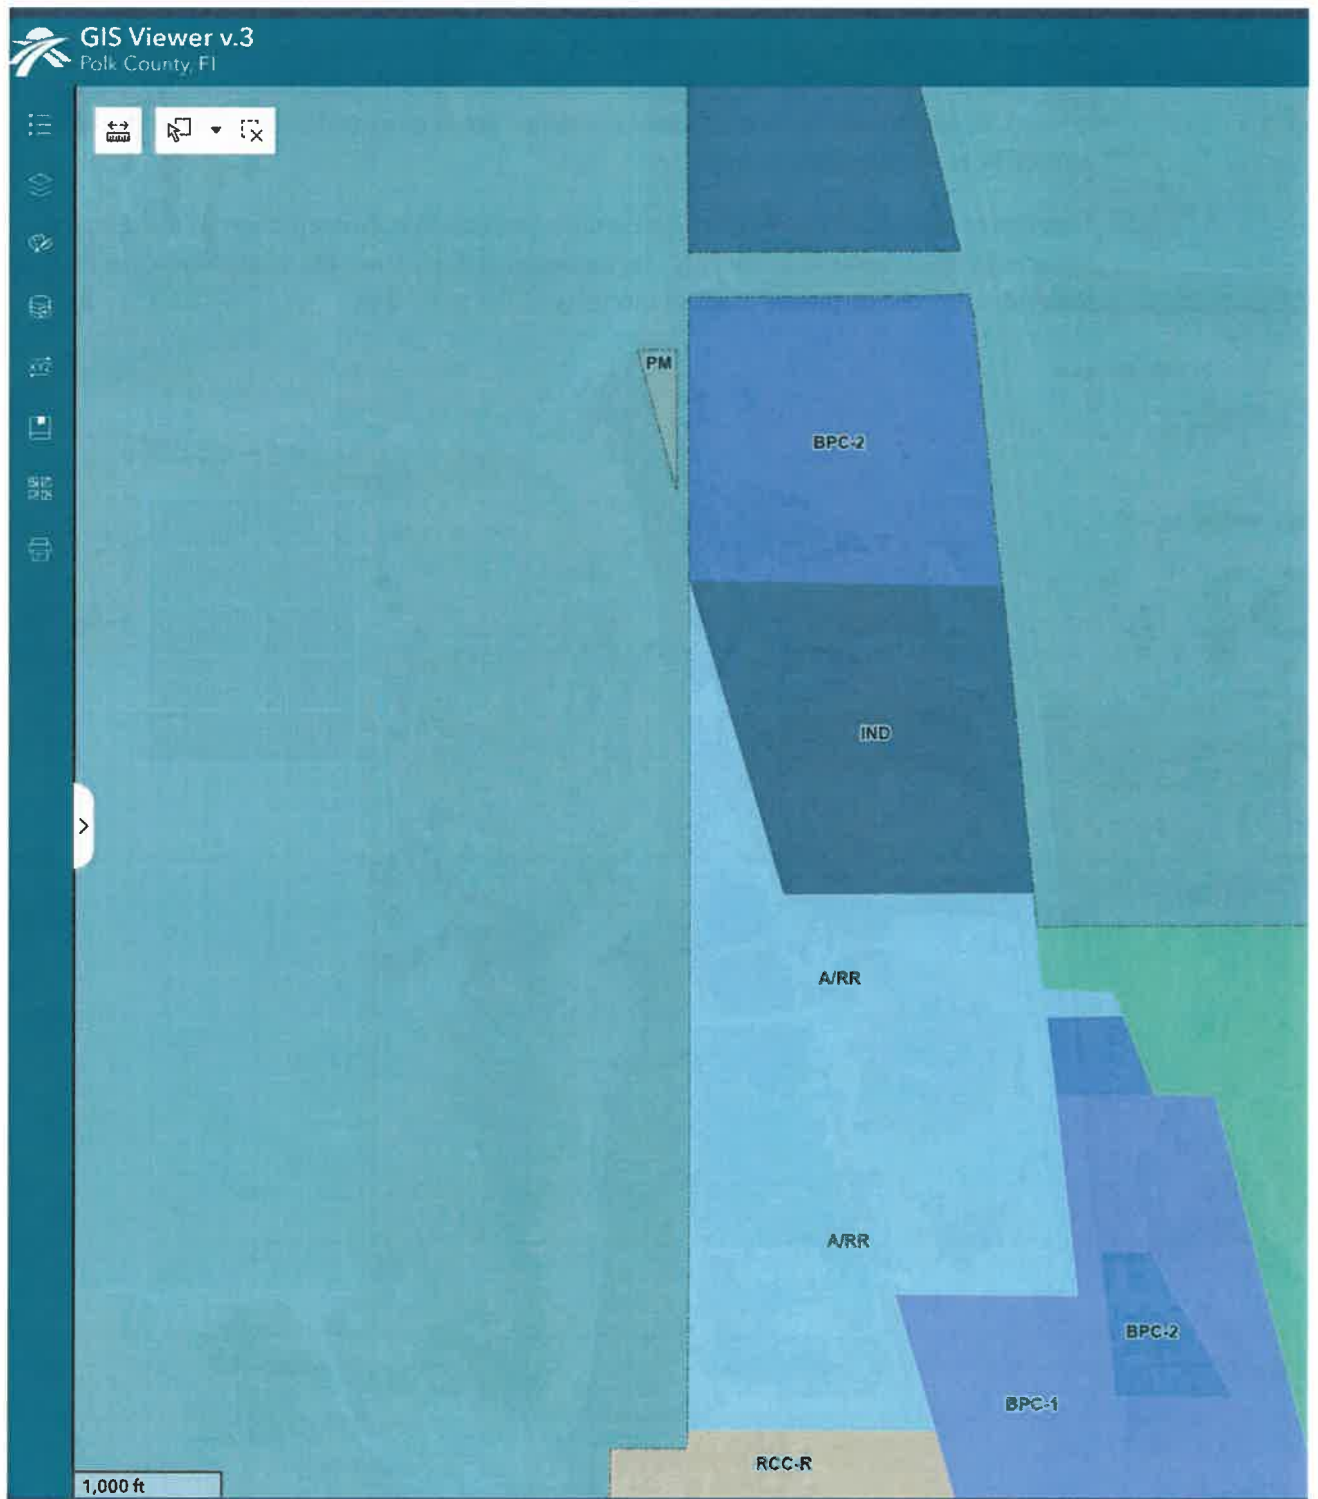 GIS Viewer v.3
Polk County, Fl
PM
BPC-2
IND
A/RR
A/RR
BPC-2
BPC-1
RCC-R
1,000 ft